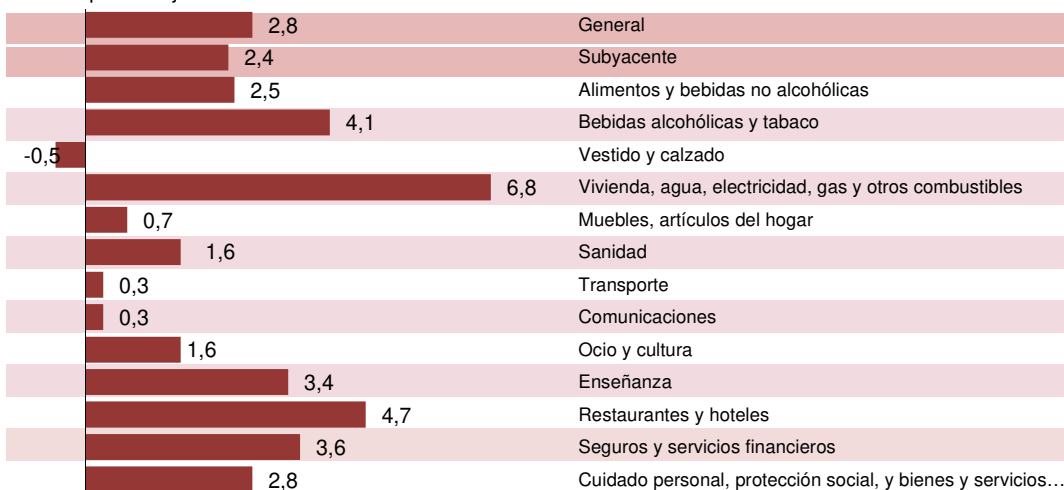 2,8 General
2,4 Subyacente
2,5 Alimentos y bebidas no alcohólicas
4,1 Bebidas alcohólicas y tabaco
-0,5 Vestido y calzado
6,8 Vivienda, agua, electricidad, gas y otros combustibles
0,7 Muebles, artículos del hogar
1,6 Sanidad
0,3 Transporte
0,3 Comunicaciones
1,6 Ocio y cultura
3,4 Enseñanza
4,7 Restaurantes y hoteles
3,6 Seguros y servicios financieros
2,8 Cuidado personal, protección social, y bienes y servicios…